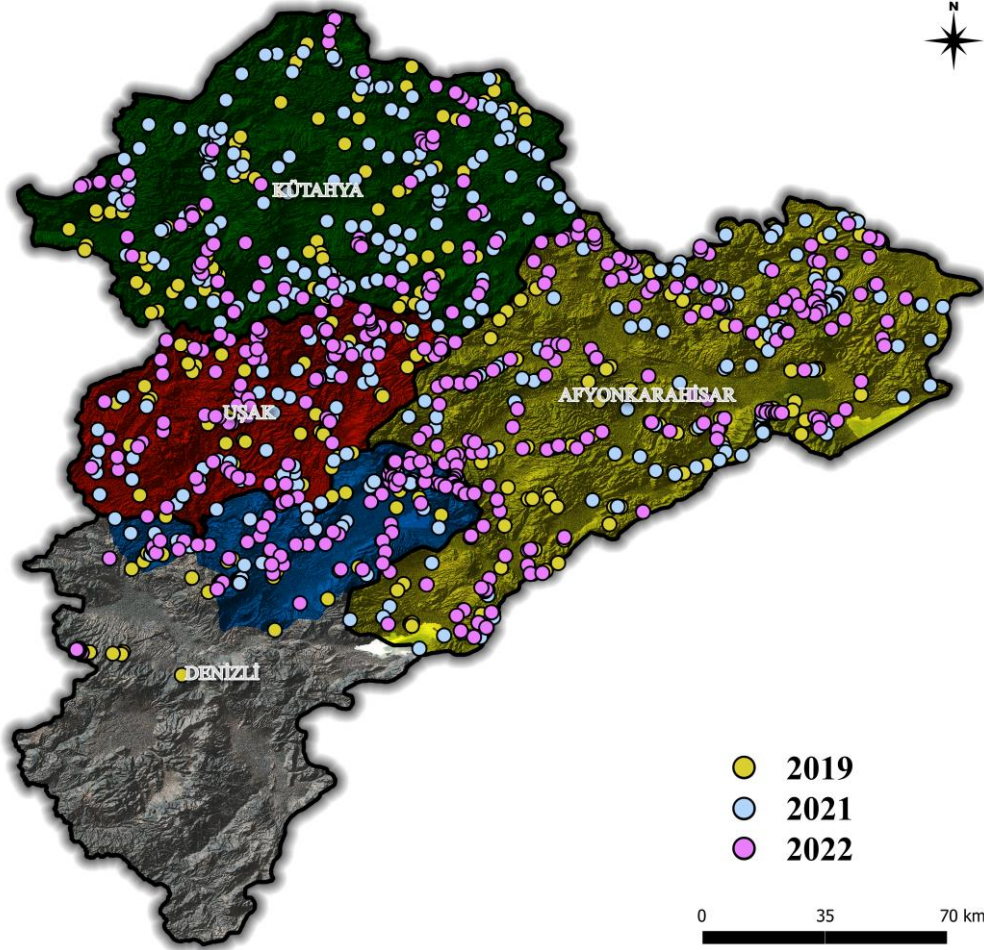 N
KÜTAHYA
UŞAK
AFYONKARAHİSAR
DENİZLİ
2019
2021
2022
0 35 70 km